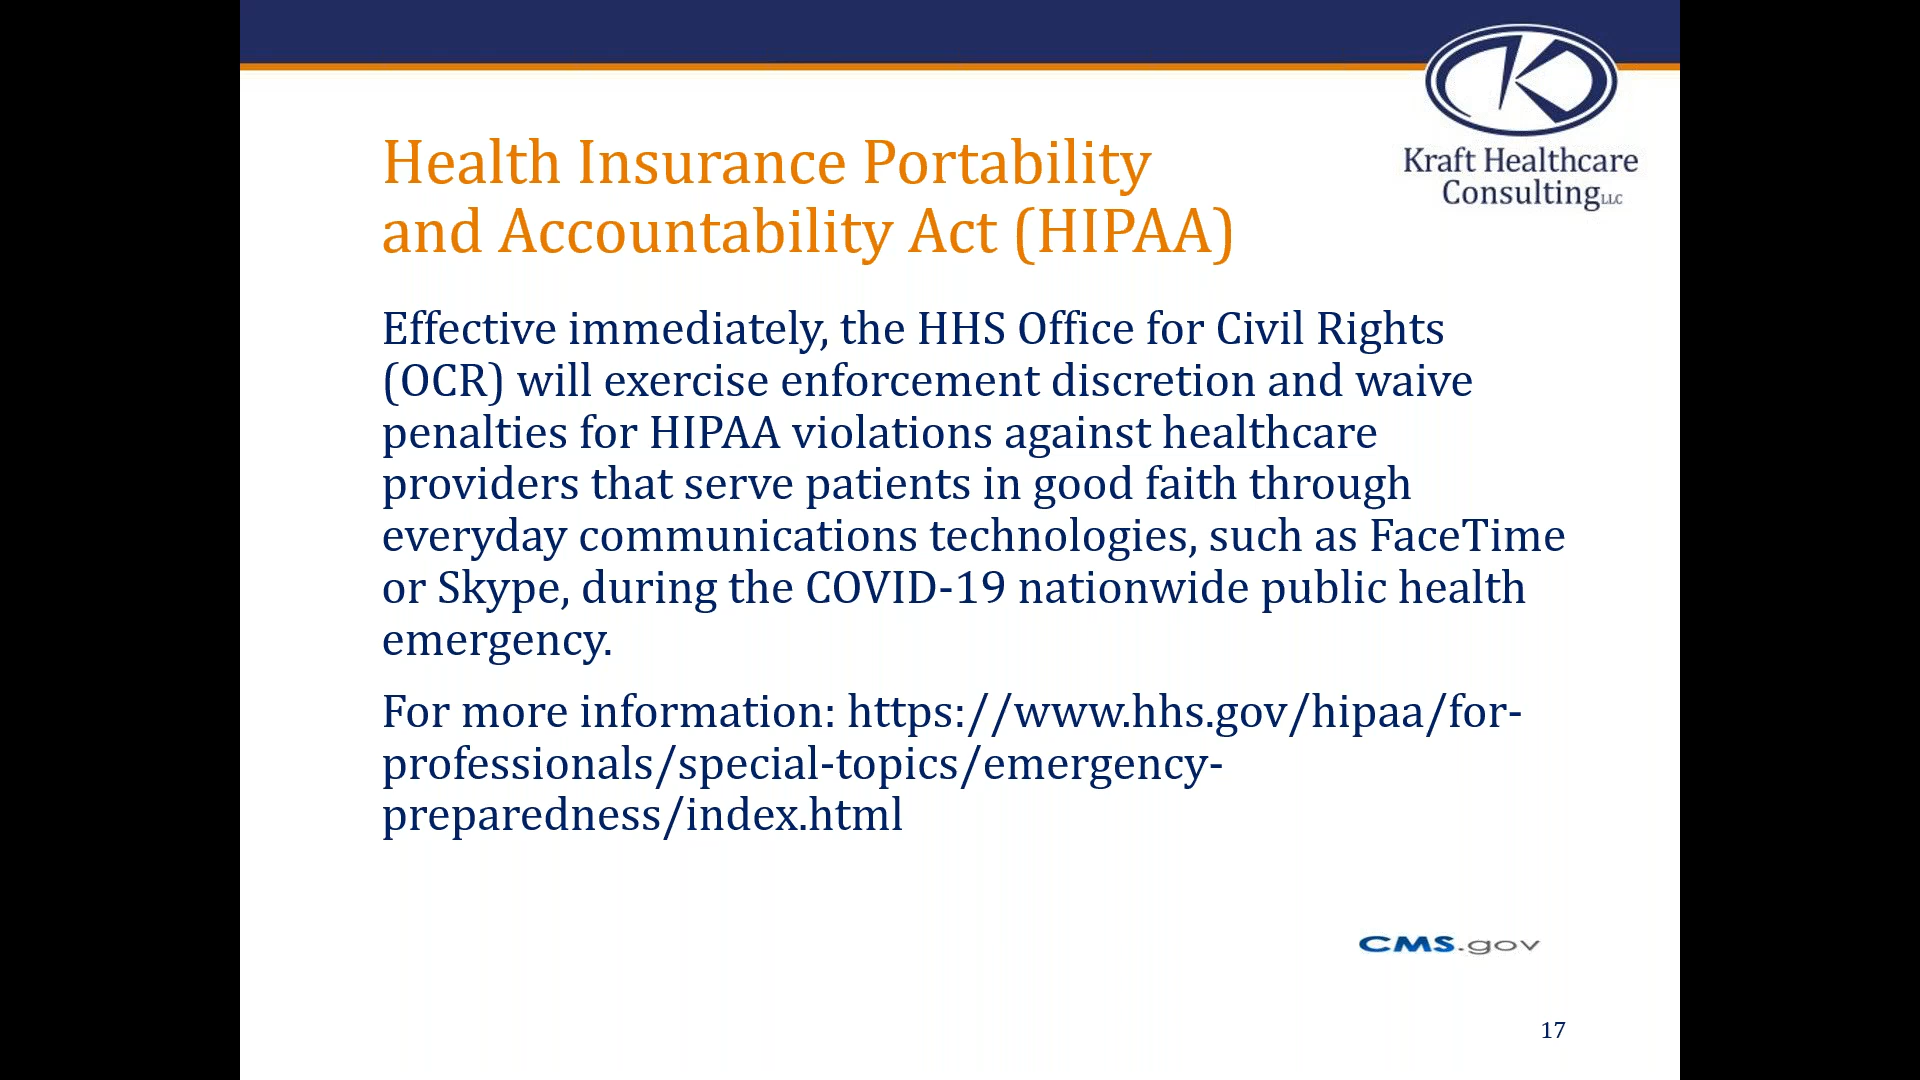 Kraft Healthcare
Consulting LLC
Health Insurance Portability
and Accountability Act (HIPAA)
Effective immediately, the HHS Office for Civil Rights
(OCR) will exercise enforcement discretion and waive
penalties for HIPAA violations against healthcare
providers that serve patients in good faith through
everyday communications technologies, such as FaceTime
or Skype, during the COVID-19 nationwide public health
emergency.
For more information: https://www.hhs.gov/hipaa/for-
professionals/special-topics/emergency-
preparedness/index.html
CMS.gov
17